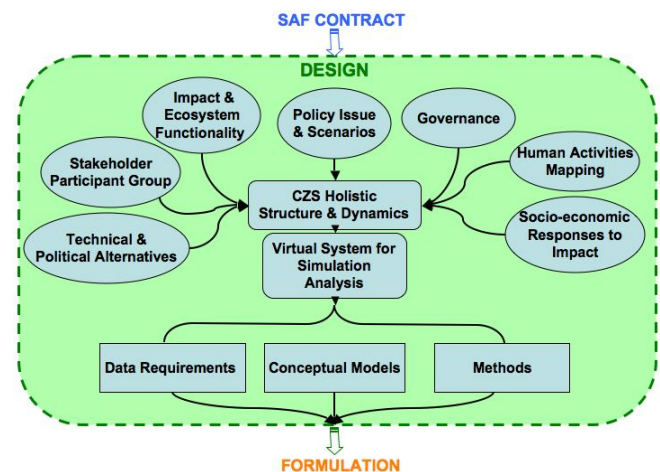 SAF CONTRACT
DESIGN
Impact &
Ecosystem
Functionality
Policy Issue
& Scenarios
Governance
Stakeholder
Participant Group
Human Activities
Mapping
CZS Holistic
Structure & Dynamics
Technical &
Political Alternatives
Socio-economic
Responses to
Impact
Virtual System for
Simulation
Analysis
Data Requirements
Conceptual Models
Methods
FORMULATION